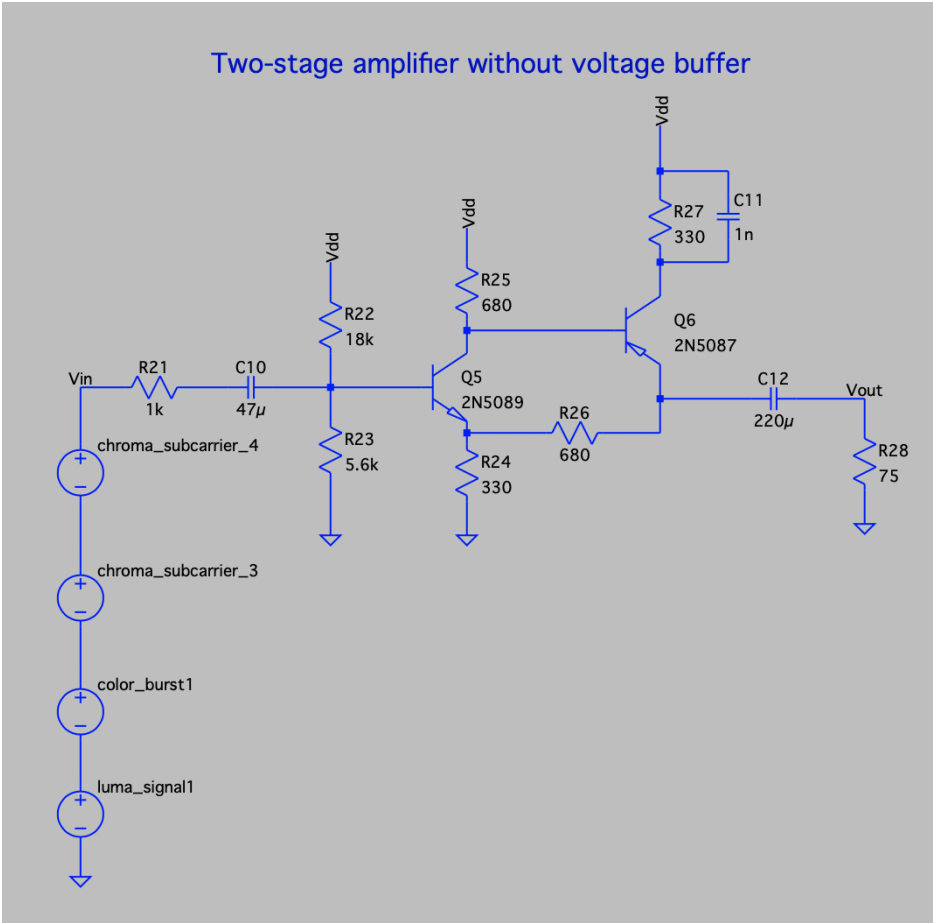 Two-stage amplifier without voltage buffer
Vdd
C11
R27
330
1n
Vdd
Vdd
R25
680
R22
18k
Q6
2N5087
Vin
R21
1k
C10
47µ
Q5
2N5089
C12
220µ
Vout
R26
680
R23
5.6k
R24
330
R28
75
chroma_subcarrier_4
chroma_subcarrier_3
color_burst1
luma_signal1